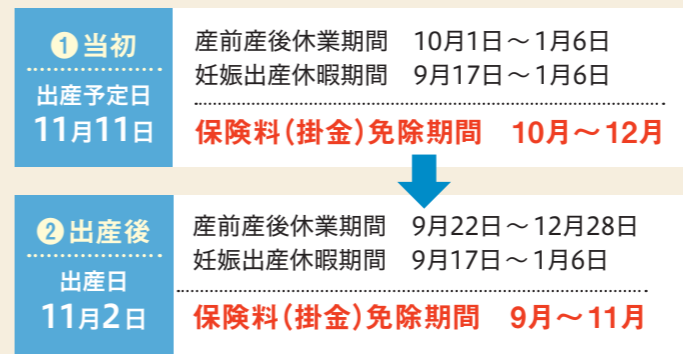 ❶当初
出産予定日
11月11日
産前産後休業期間　10月1日～1月6日
妊娠出産休暇期間　9月17日～1月6日
保険料(掛金)免除期間　10月～12月
❷出産後
出産日
11月2日
産前産後休業期間　9月22日～12月28日
妊娠出産休暇期間　9月17日～1月6日
保険料(掛金)免除期間　9月～11月